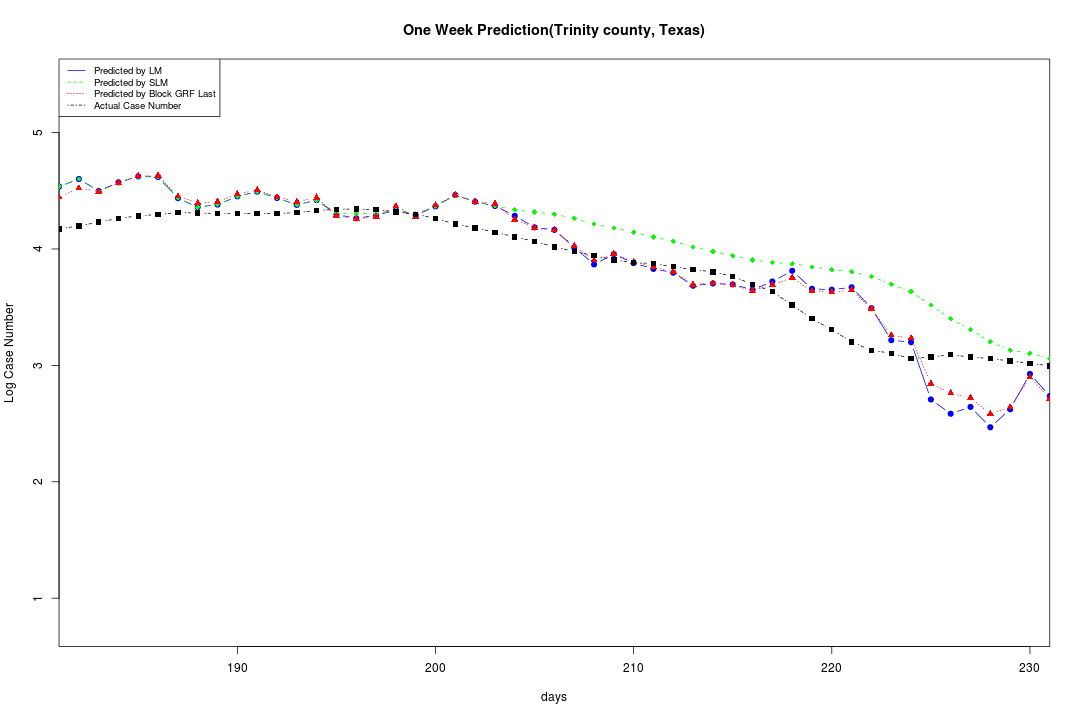 One Week Prediction(Trinity county, Texas)
Predicted by LM
Predicted by SLM
Predicted by Block GRF Last
Actual Case Number
5
4
3
2
1
Log Case Number
190 200 210 220 230
days